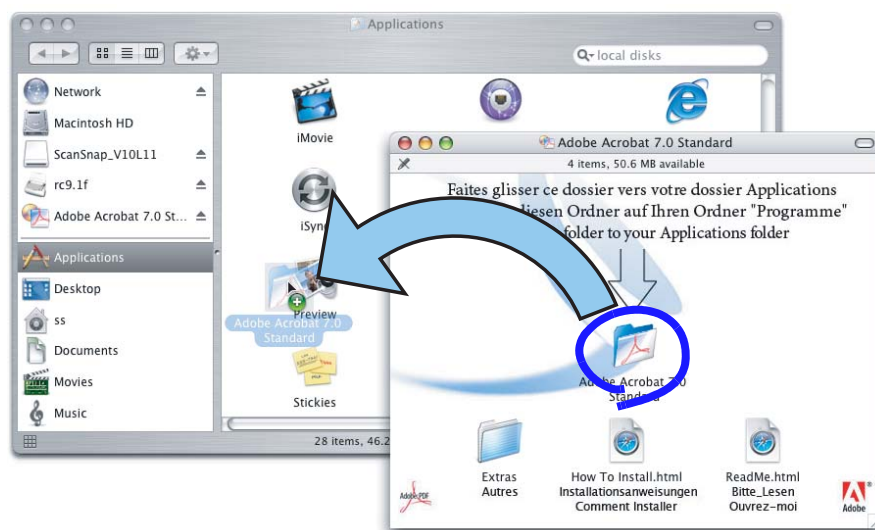 Applications
local disks
Network
Macintosh HD
ScanSnap_V10L11
rc9.1f
Adobe Acrobat 7.0 St...
Applications
Desktop
ss
Documents
Movies
Music
iMovie
iSync
Preview
Adobe Acrobat 7.0
Standard
Stickies
28 items, 46.2
Adobe Acrobat 7.0 Standard
4 items, 50.6 MB available
Faites glisser ce dossier vers votre dossier Applications
diesen Ordner auf Ihren Ordner "Programme"
folder to your Applications folder
Adobe Acrobat 7.0
Standard
Extras
Autres
How To Install.html
Installationsanweisungen
Comment Installer
ReadMe.html
Bitte_Lesen
Ouvrez-moi
Adobe PDF
Adobe